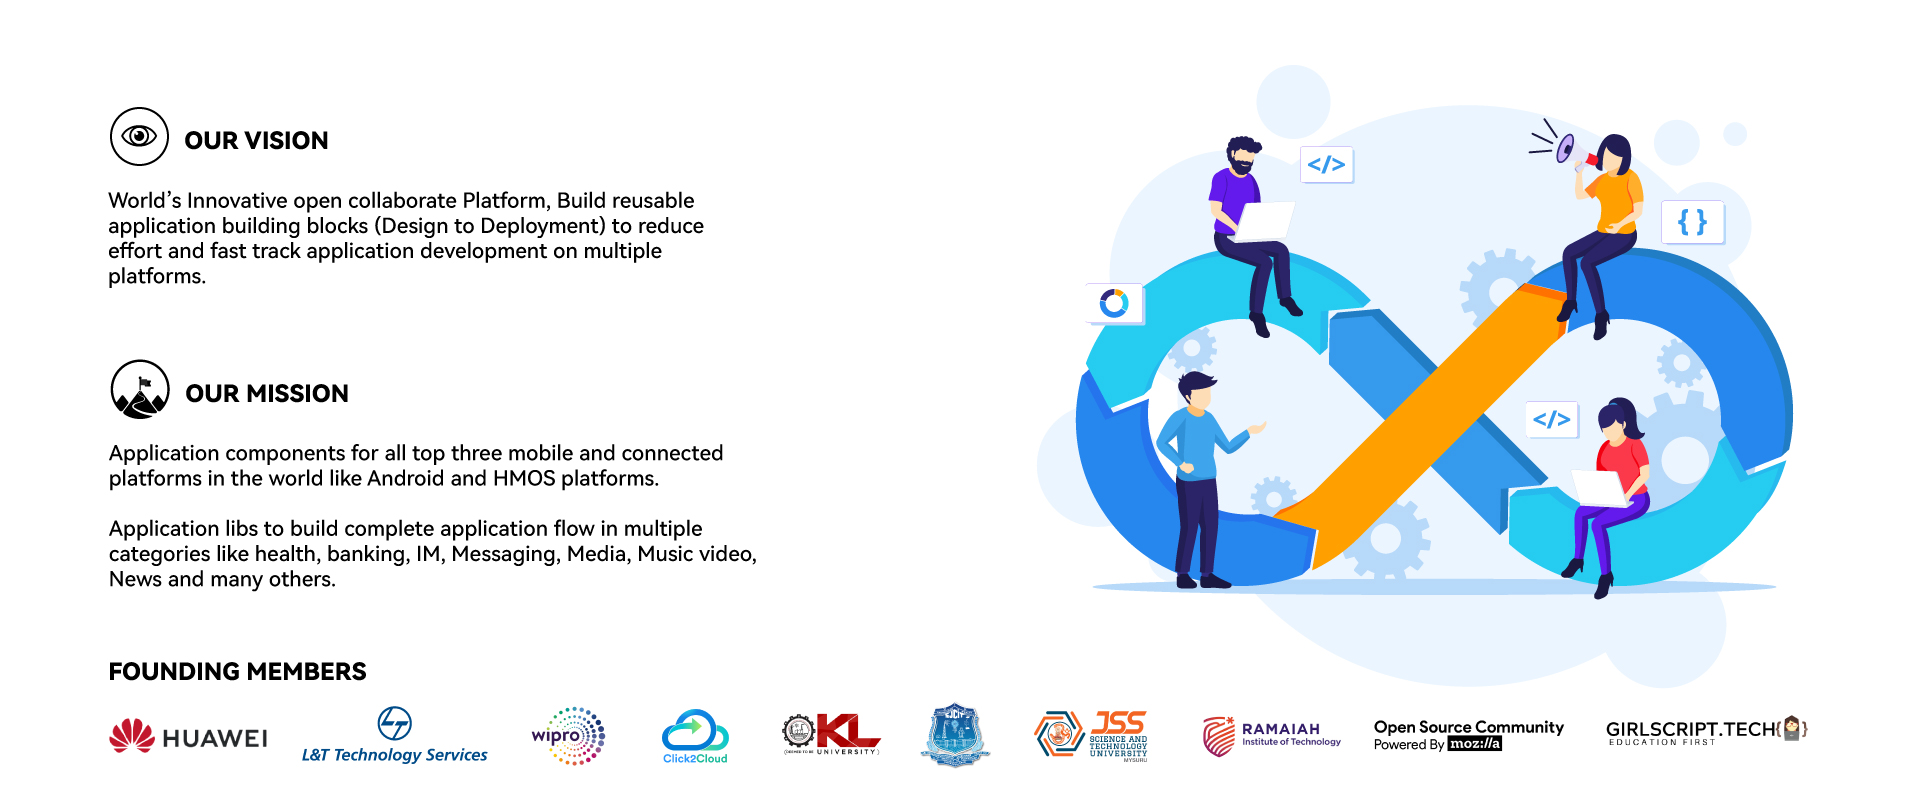 OUR VISION
World’s Innovative open collaborate Platform, Build reusable
application building blocks (Design to Deployment) to reduce
effort and fast track application development on multiple
platforms.
OUR MISSION
Application components for all top three mobile and connected
platforms in the world like Android and HMOS platforms.
Application libs to build complete application flow in multiple
categories like health, banking, IM, Messaging, Media, Music video,
News and many others.
</>
{ }
</>
FOUNDING MEMBERS
HUAWEI
L&T Technology Services
wipro
Click2Cloud
KL
(DEEMED TO BE UNIVERSITY)
JSS
SCIENCE AND
TECHNOLOGY
UNIVERSITY
MYSURU
RAMAIAH
Institute of Technology
Open Source Community
Powered By moz://a
GIRLSCRIPT.TECH{ }
EDUCATION FIRST